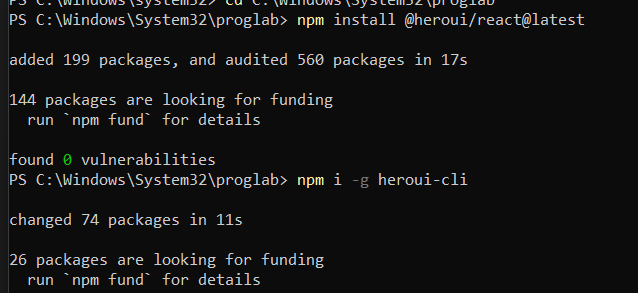 PS C:\Windows\System32> cd C:\Windows\System32\proglab
PS C:\Windows\System32\proglab> npm install @heroui/react@latest
added 199 packages, and audited 560 packages in 17s
144 packages are looking for funding
run `npm fund` for details
found 0 vulnerabilities
PS C:\Windows\System32\proglab> npm i -g heroui-cli
changed 74 packages in 11s
26 packages are looking for funding
run `npm fund` for details